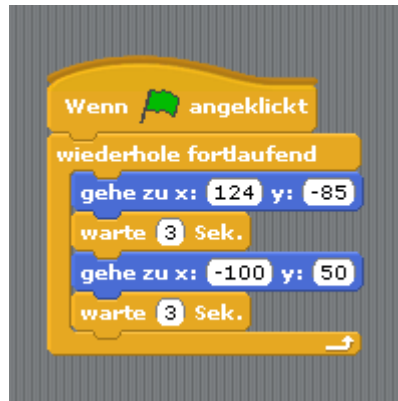 Wenn angeklickt
wiederhole fortlaufend
gehe zu x: 124 y: -85
warte 3 Sek.
gehe zu x: -100 y: 50
warte 3 Sek.